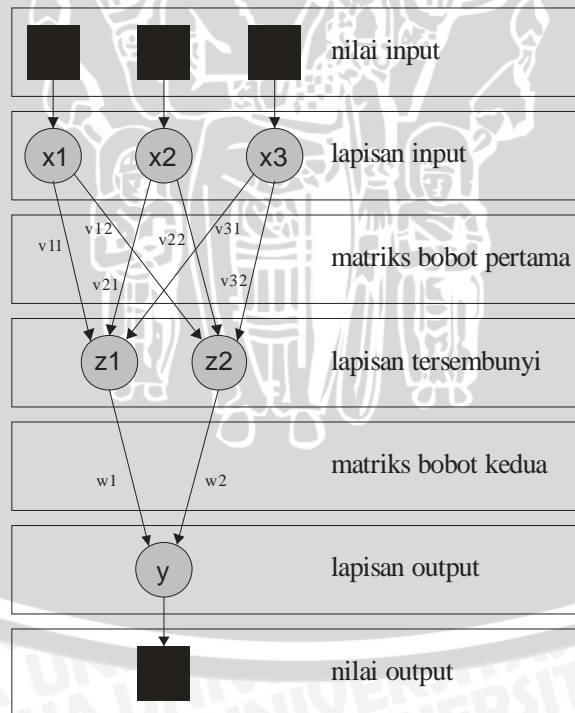 nilai input
x1 x2 x3 lapisan input
v11 v12 v21 v22 v31 v32 matriks bobot pertama
z1 z2 lapisan tersembunyi
w1 w2 matriks bobot kedua
y lapisan output
nilai output